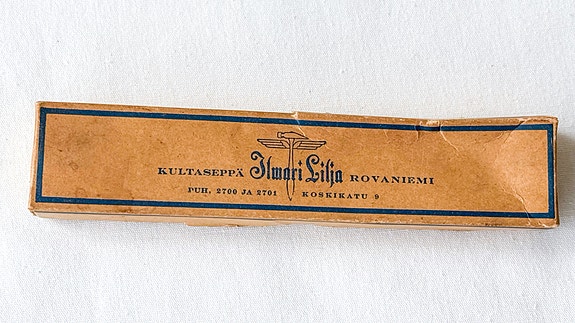 KULTASEPPÄ Ilmari Lilja ROVANIEMI
PUH. 2700 JA 2701 KOSKIKATU 9